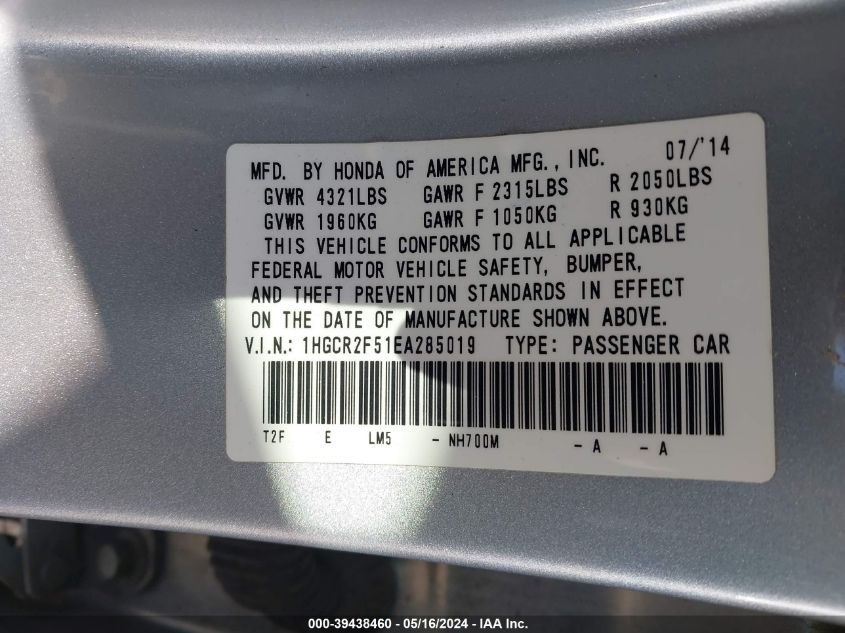 MFD. BY HONDA OF AMERICA MFG., INC. 07/'14
GVWR 4321LBS GAWR F 2315LBS R 2050LBS
GVWR 1960KG GAWR F 1050KG R 930KG
THIS VEHICLE CONFORMS TO ALL APPLICABLE
FEDERAL MOTOR VEHICLE SAFETY, BUMPER,
AND THEFT PREVENTION STANDARDS IN EFFECT
ON THE DATE OF MANUFACTURE SHOWN ABOVE.
V.I.N.: 1HGCR2F51EA285019 TYPE: PASSENGER CAR
T2F E LM5 - NH700M - A - A
000-39438460 - 05/16/2024 - IAA Inc.